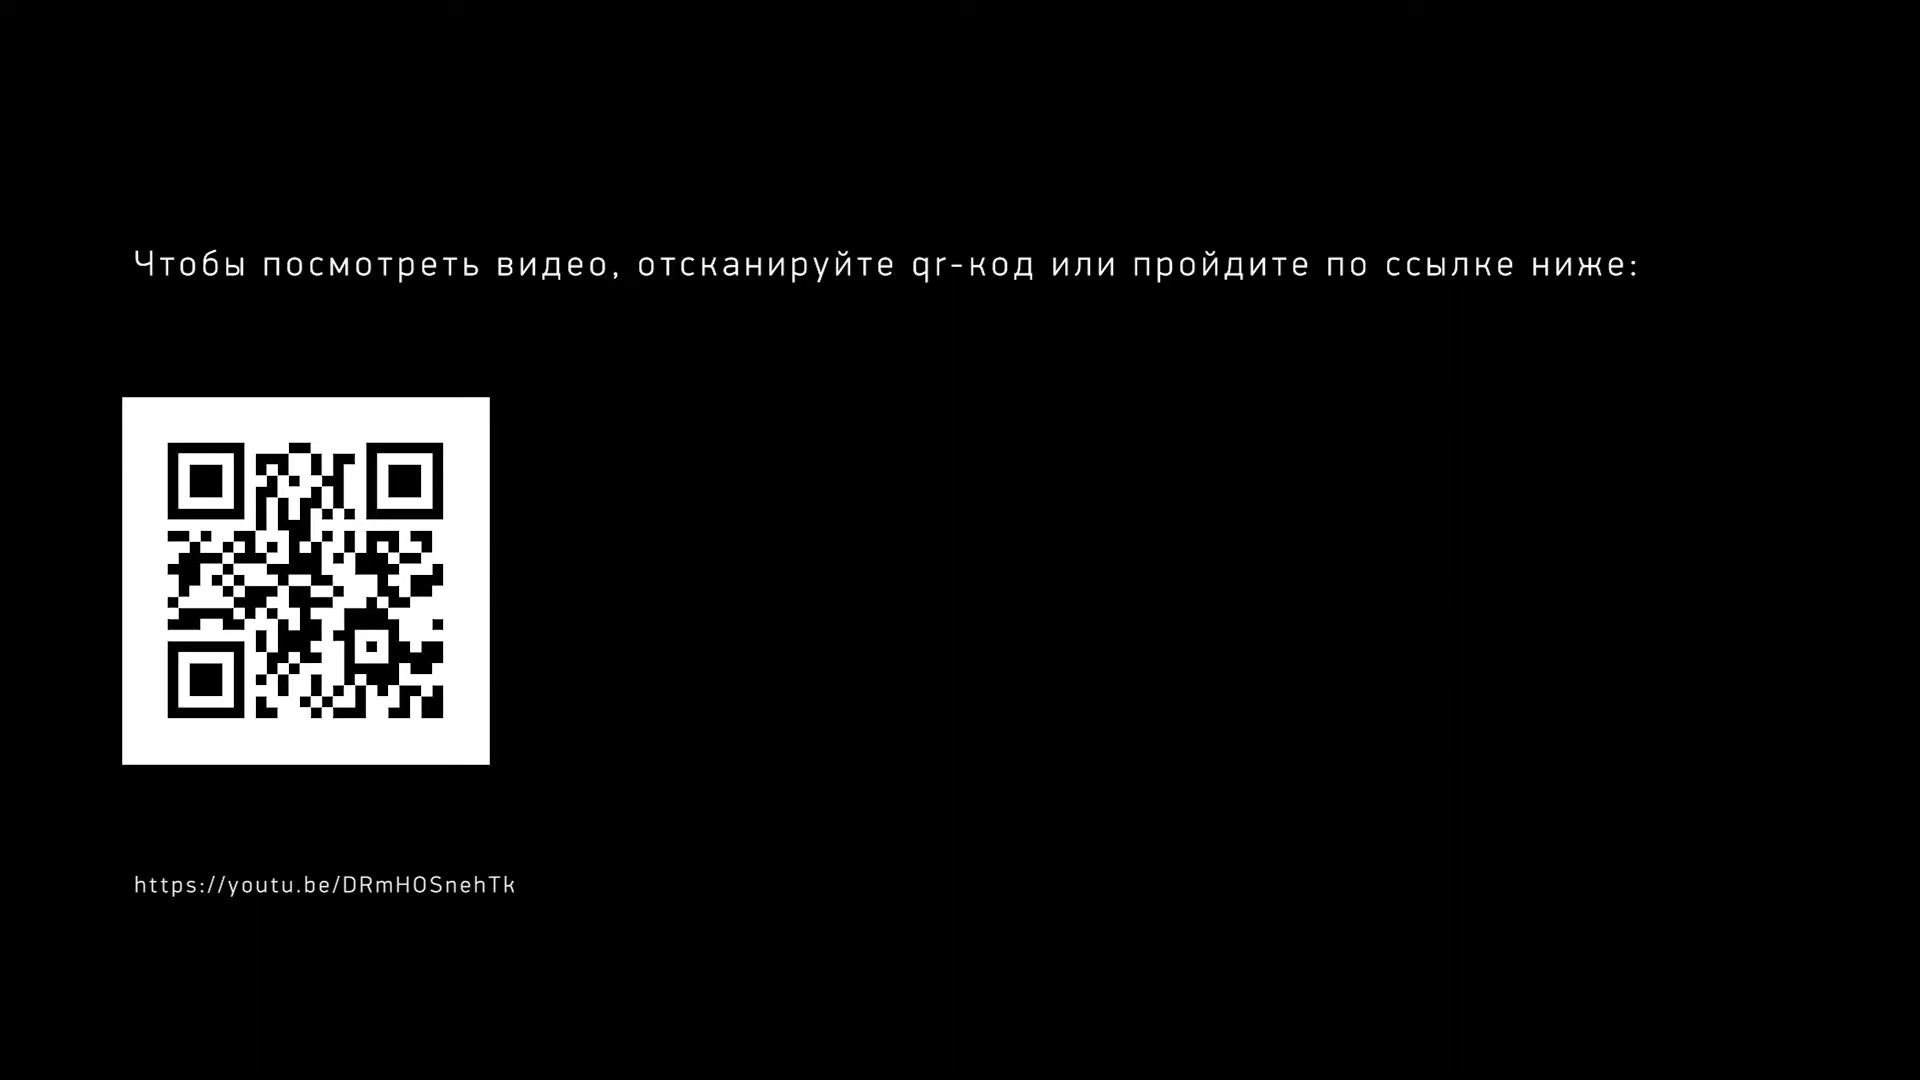 Чтобы посмотреть видео, отсканируйте qr-код или пройдите по ссылке ниже:
https://youtu.be/DRmHOSnehTk